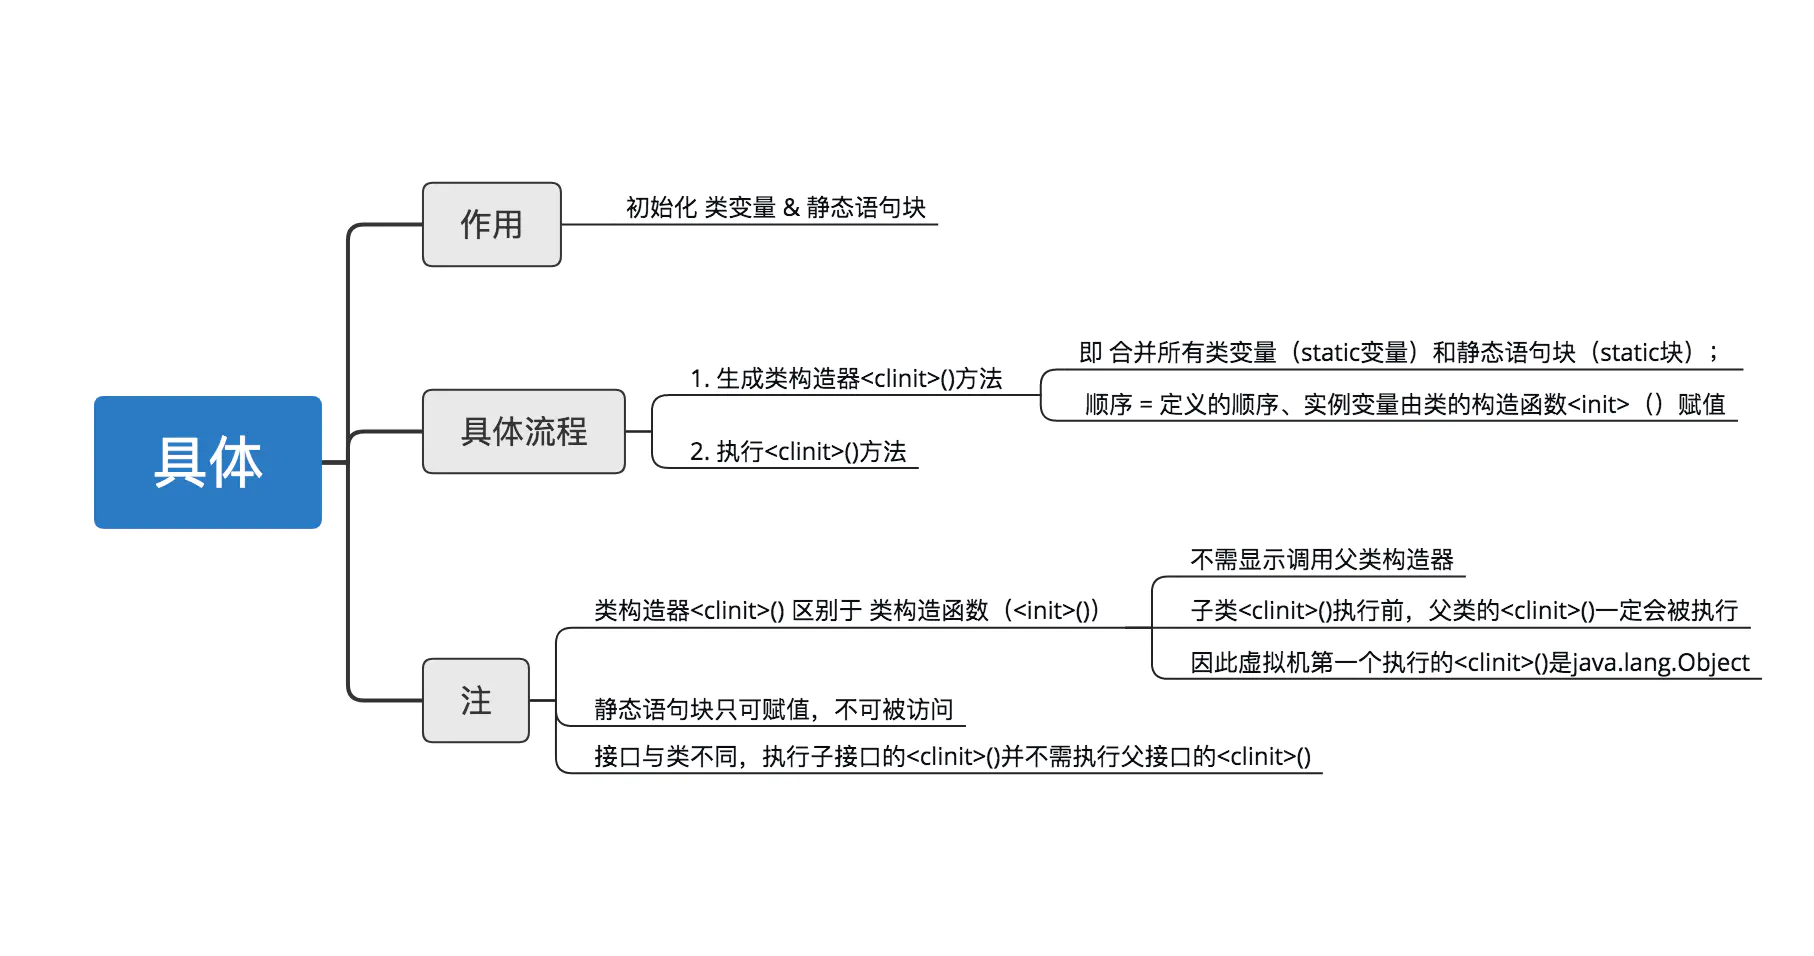 具体
作用
初始化 类变量 & 静态语句块
具体流程
1. 生成类构造器<clinit>()方法
即 合并所有类变量（static变量）和静态语句块（static块）；
顺序 = 定义的顺序、实例变量由类的构造函数<init>（）赋值
2. 执行<clinit>()方法
注
类构造器<clinit>() 区别于 类构造函数（<init>()）
不需显示调用父类构造器
子类<clinit>()执行前，父类的<clinit>()一定会被执行
因此虚拟机第一个执行的<clinit>()是java.lang.Object
静态语句块只可赋值，不可被访问
接口与类不同，执行子接口的<clinit>()并不需执行父接口的<clinit>()